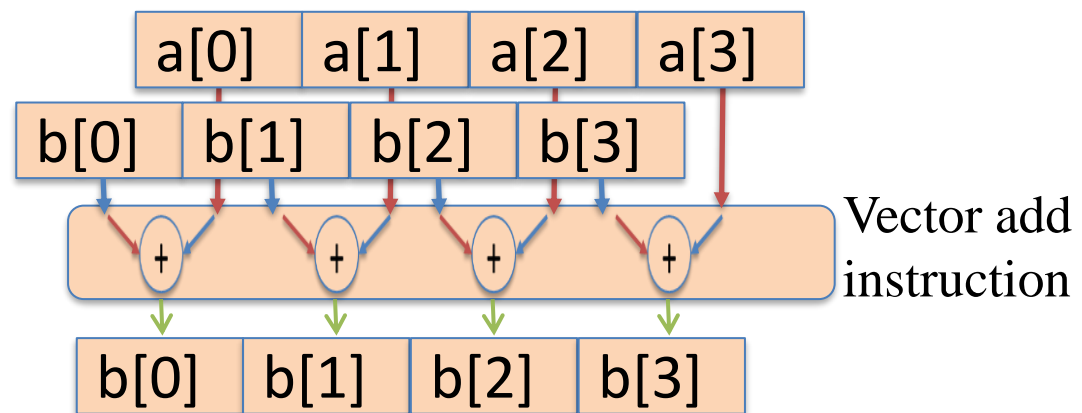 a[0] a[1] a[2] a[3]
b[0] b[1] b[2] b[3]
Vector add
instruction
+ + + +
b[0] b[1] b[2] b[3]